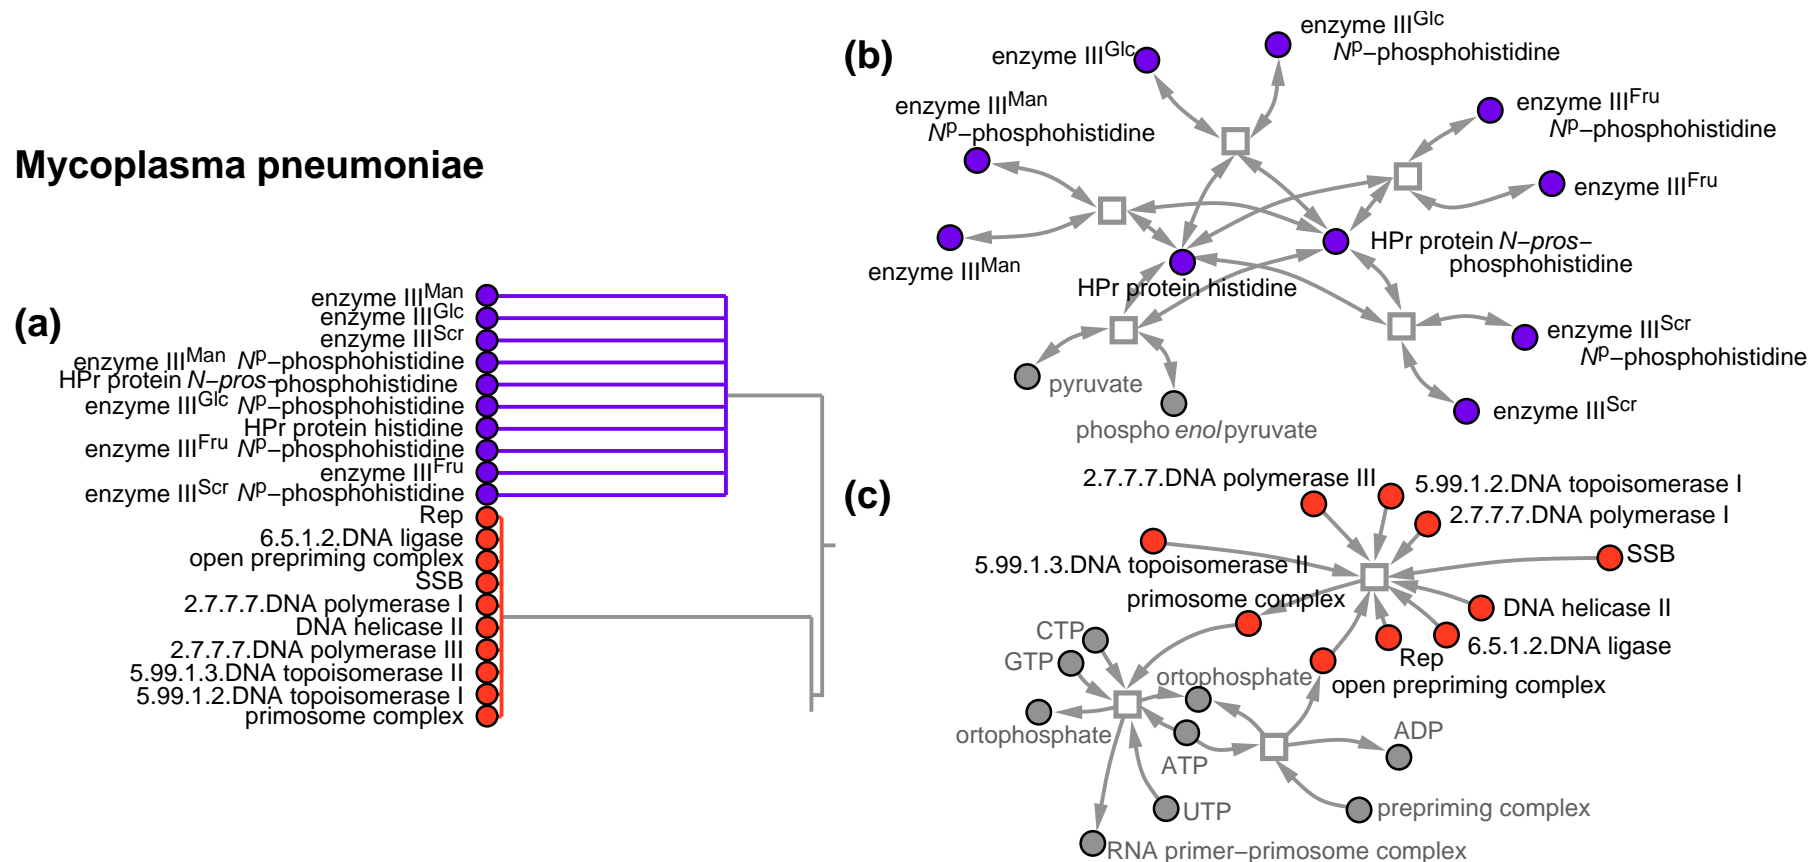 Mycoplasma pneumoniae
(a)
enzyme III^Man
enzyme III^Glc
enzyme III^Scr
enzyme III^Man N^p−phosphohistidine
HPr protein N−pros−phosphohistidine
enzyme III^Glc N^p−phosphohistidine
HPr protein histidine
enzyme III^Fru N^p−phosphohistidine
enzyme III^Fru
enzyme III^Scr N^p−phosphohistidine
Rep
6.5.1.2.DNA ligase
open prepriming complex
SSB
2.7.7.7.DNA polymerase I
DNA helicase II
2.7.7.7.DNA polymerase III
5.99.1.3.DNA topoisomerase II
5.99.1.2.DNA topoisomerase I
primosome complex
(b)
enzyme III^Glc
enzyme III^Glc
N^p−phosphohistidine
enzyme III^Man
N^p−phosphohistidine
enzyme III^Fru
N^p−phosphohistidine
enzyme III^Fru
enzyme III^Man
HPr protein N−pros−
phosphohistidine
HPr protein histidine
enzyme III^Scr
N^p−phosphohistidine
pyruvate
enzyme III^Scr
phospho enol pyruvate
(c)
2.7.7.7.DNA polymerase III
5.99.1.2.DNA topoisomerase I
2.7.7.7.DNA polymerase I
SSB
5.99.1.3.DNA topoisomerase II
primosome complex
DNA helicase II
6.5.1.2.DNA ligase
Rep
open prepriming complex
CTP
GTP
ortophosphate
ortophosphate
ATP
ADP
UTP
prepriming complex
RNA primer−primosome complex